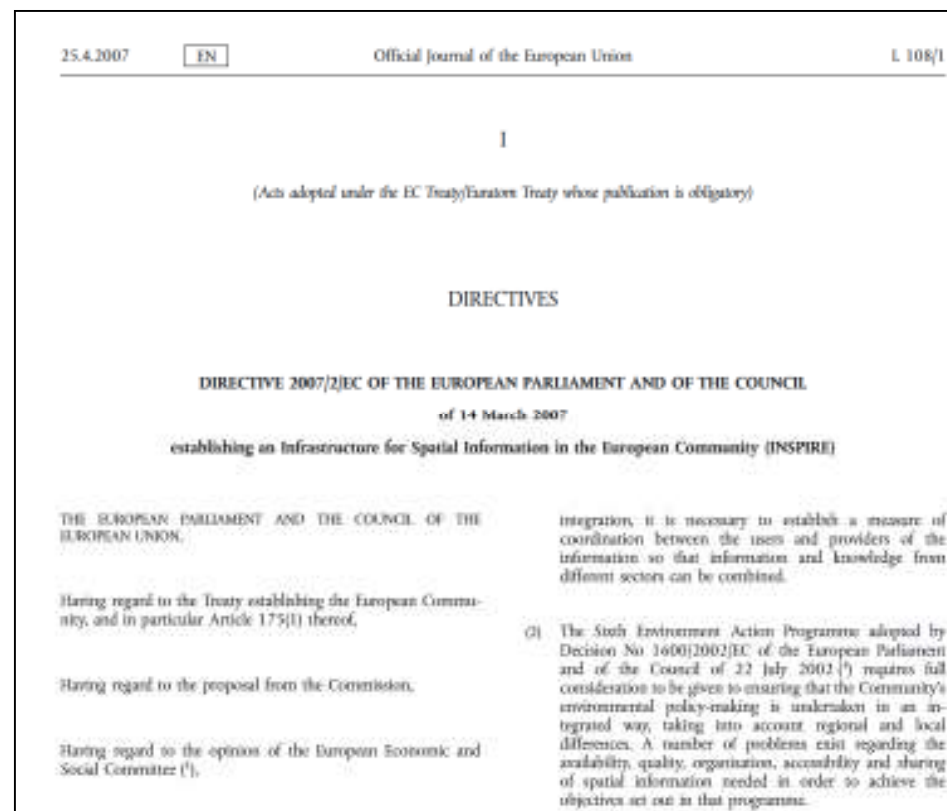 25.4.2007 EN Official Journal of the European Union L 108/1
I
(Acts adopted under the EC Treaty/Euratom Treaty whose publication is obligatory)
DIRECTIVES
DIRECTIVE 2007/2/EC OF THE EUROPEAN PARLIAMENT AND OF THE COUNCIL
of 14 March 2007
establishing an Infrastructure for Spatial Information in the European Community (INSPIRE)
THE EUROPEAN PARLIAMENT AND THE COUNCIL OF THE
EUROPEAN UNION,
Having regard to the Treaty establishing the European Commu-
nity, and in particular Article 175(1) thereof,
Having regard to the proposal from the Commission,
Having regard to the opinion of the European Economic and
Social Committee (¹),
integration, it is necessary to establish a measure of
coordination between the users and providers of the
information so that information and knowledge from
different sectors can be combined.
(2) The Sixth Environment Action Programme adopted by
Decision No 1600/2002/EC of the European Parliament
and of the Council of 22 July 2002 (⁴) requires full
consideration to be given to ensuring that the Community's
environmental policy-making is undertaken in an in-
tegrated way, taking into account regional and local
differences. A number of problems exist regarding the
availability, quality, organisation, accessibility and sharing
of spatial information needed in order to achieve the
objectives set out in that programme.